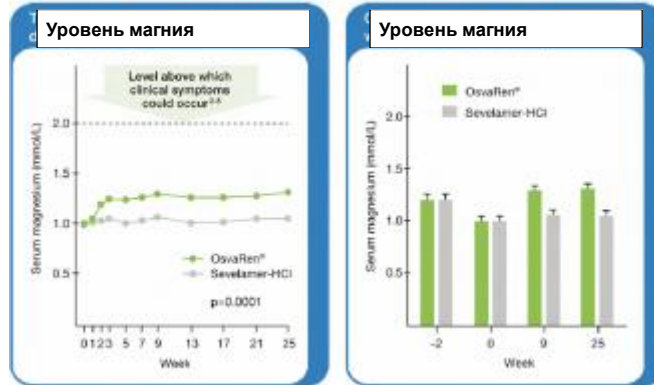 Уровень магния
Level above which
clinical symptoms
could occur
Serum magnesium (mmol/L)
2.0
1.5
1.0
0.5
OsvaRen®
Sevelamer-HCl
p=0.0001
0 1 2 3 5 7 9 13 17 21 25
Week
Уровень магния
OsvaRen®
Sevelamer-HCl
Serum magnesium (mmol/L)
2.0
1.5
1.0
0.5
-2 0 9 25
Week